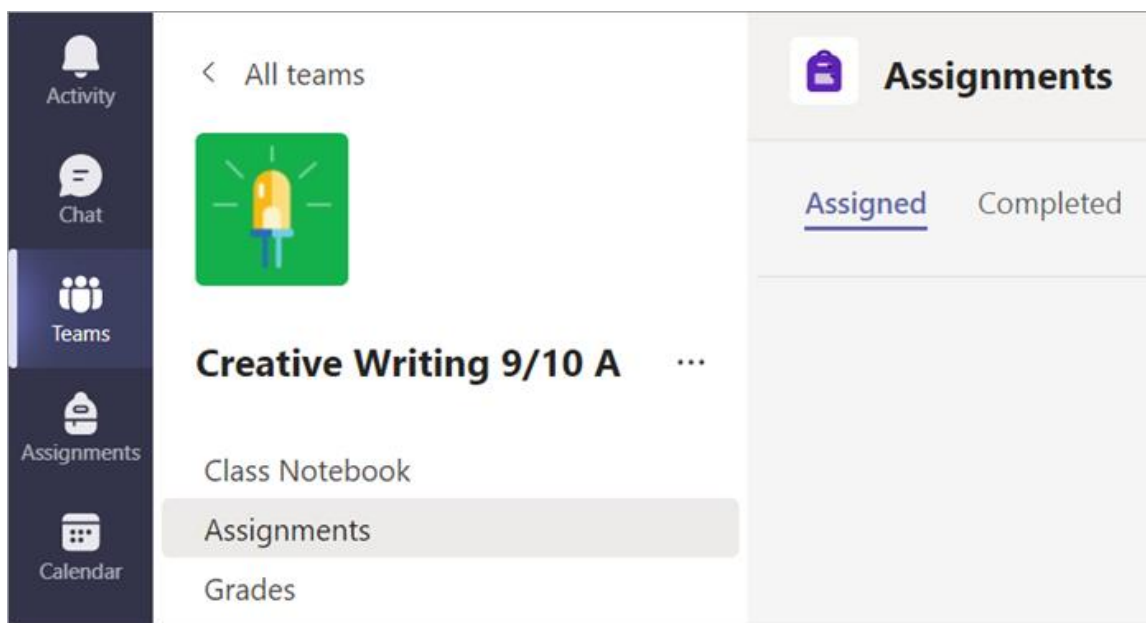 Activity
Chat
Teams
Assignments
Calendar
All teams
Creative Writing 9/10 A
Class Notebook
Assignments
Grades
Assignments
Assigned Completed